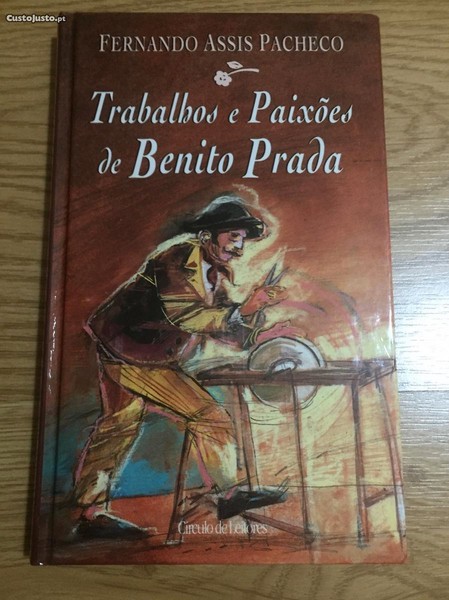 CustoJusto.pt
FERNANDO ASSIS PACHECO
Trabalhos e Paixões
de Benito Prada
Círculo de Leitores